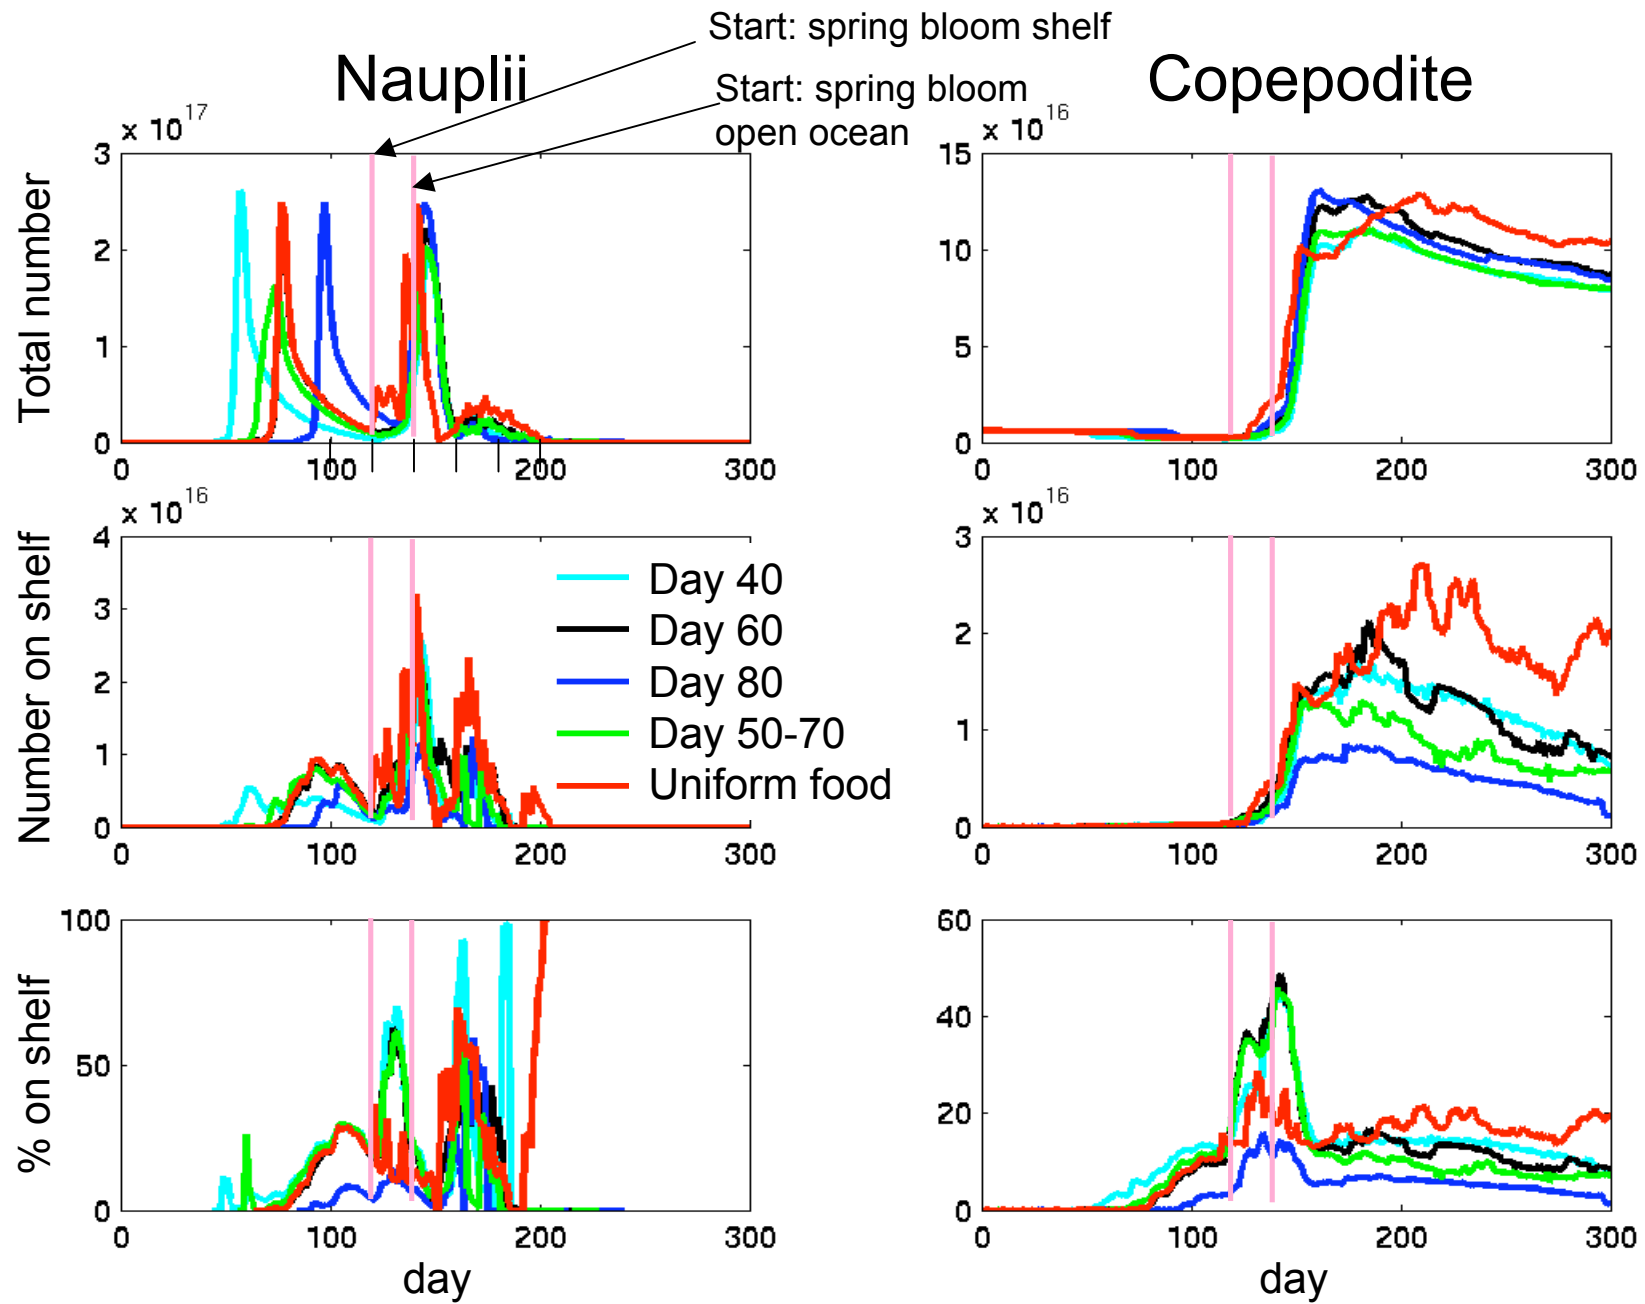 Start: spring bloom shelf
Nauplii
Start: spring bloom
open ocean
Copepodite
x 10^17
3
2
1
0
0 100 200 300
Total number
x 10^16
15
10
5
0
0 100 200 300
x 10^16
4
3
2
1
0
0 100 200 300
Number on shelf
Day 40
Day 60
Day 80
Day 50-70
Uniform food
x 10^16
3
2
1
0
0 100 200 300
100
50
0
0 100 200 300
% on shelf
day
60
40
20
0
0 100 200 300
day